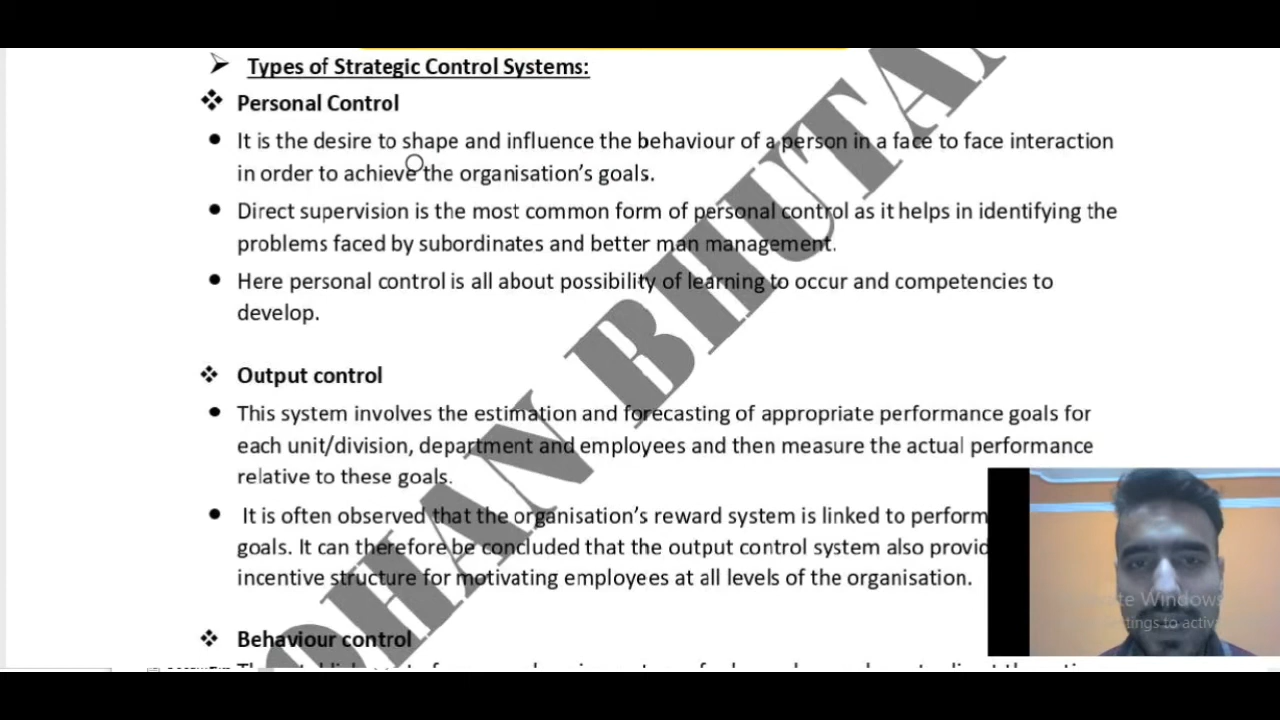 Types of Strategic Control Systems:
Personal Control
It is the desire to shape and influence the behaviour of a person in a face to face interaction
in order to achieve the organisation's goals.
Direct supervision is the most common form of personal control as it helps in identifying the
problems faced by subordinates and better man management.
Here personal control is all about possibility of learning to occur and competencies to
develop.
Output control
This system involves the estimation and forecasting of appropriate performance goals for
each unit/division, department and employees and then measure the actual performance
relative to these goals.
It is often observed that the organisation's reward system is linked to perform
goals. It can therefore be concluded that the output control system also provid
incentive structure for motivating employees at all levels of the organisation.
Behaviour control
OHAN BHUTA
te Windows
ttings to activ